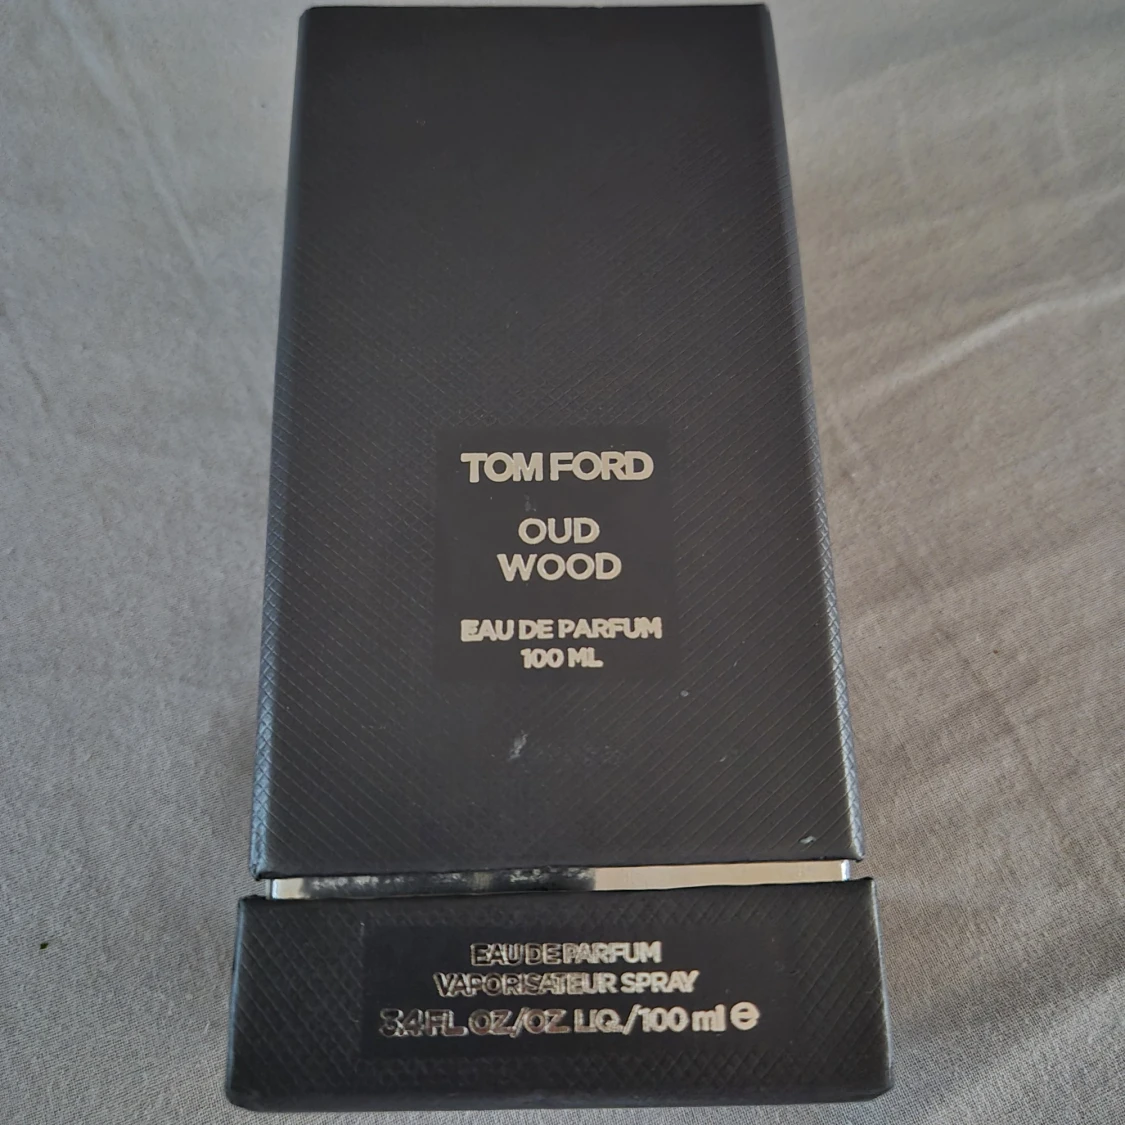 TOM FORD
OUD
WOOD
EAU DE PARFUM
100 ML
EAU DE PARFUM
VAPORISATEUR SPRAY
3.4 FL. OZ/OZ. LIQ./100 ml ℮